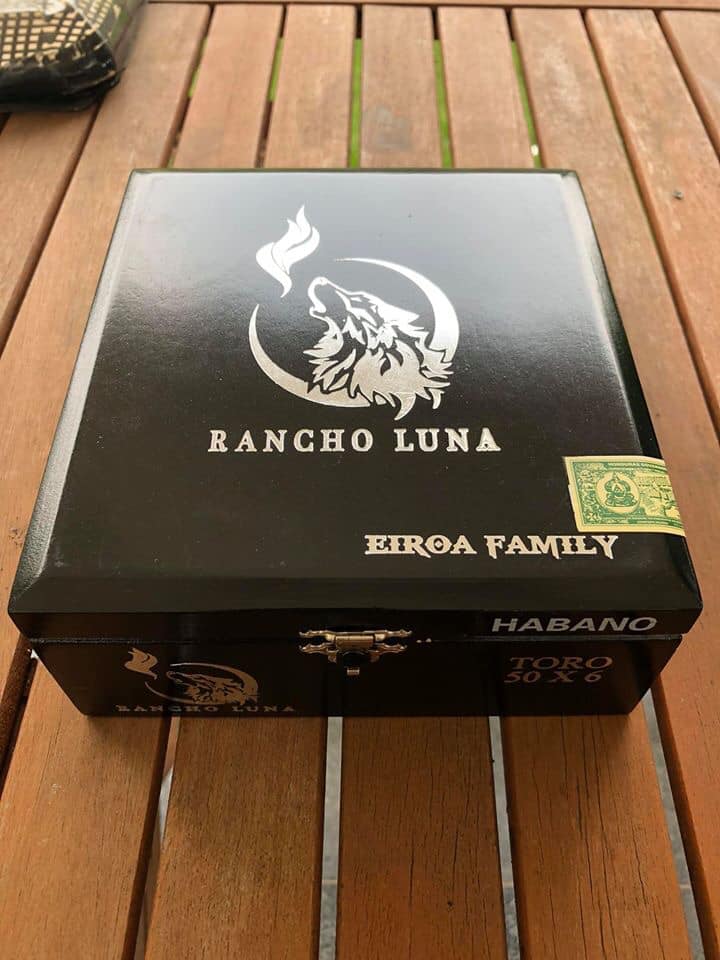 RANCHO LUNA
EIROA FAMILY
HABANO
RANCHO LUNA
TORO
50 X 6